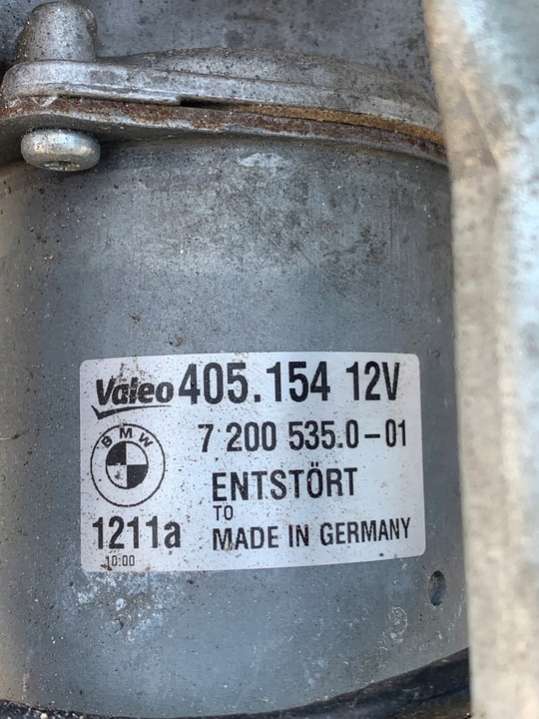 Valeo 405.154 12V
BMW
7 200 535.0-01
ENTSTÖRT
TO
1211a MADE IN GERMANY
10:00